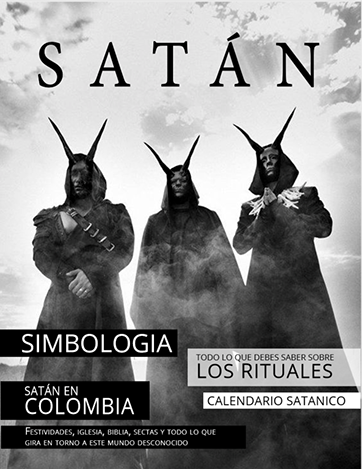 SATÁN
SIMBOLOGIA
TODO LO QUE DEBES SABER SOBRE
LOS RITUALES
SATÁN EN
COLOMBIA
CALENDARIO SATANICO
FESTIVIDADES, IGLESIA, BIBLIA, SECTAS Y TODO LO QUE
GIRA EN TORNO A ESTE MUNDO DESCONOCIDO